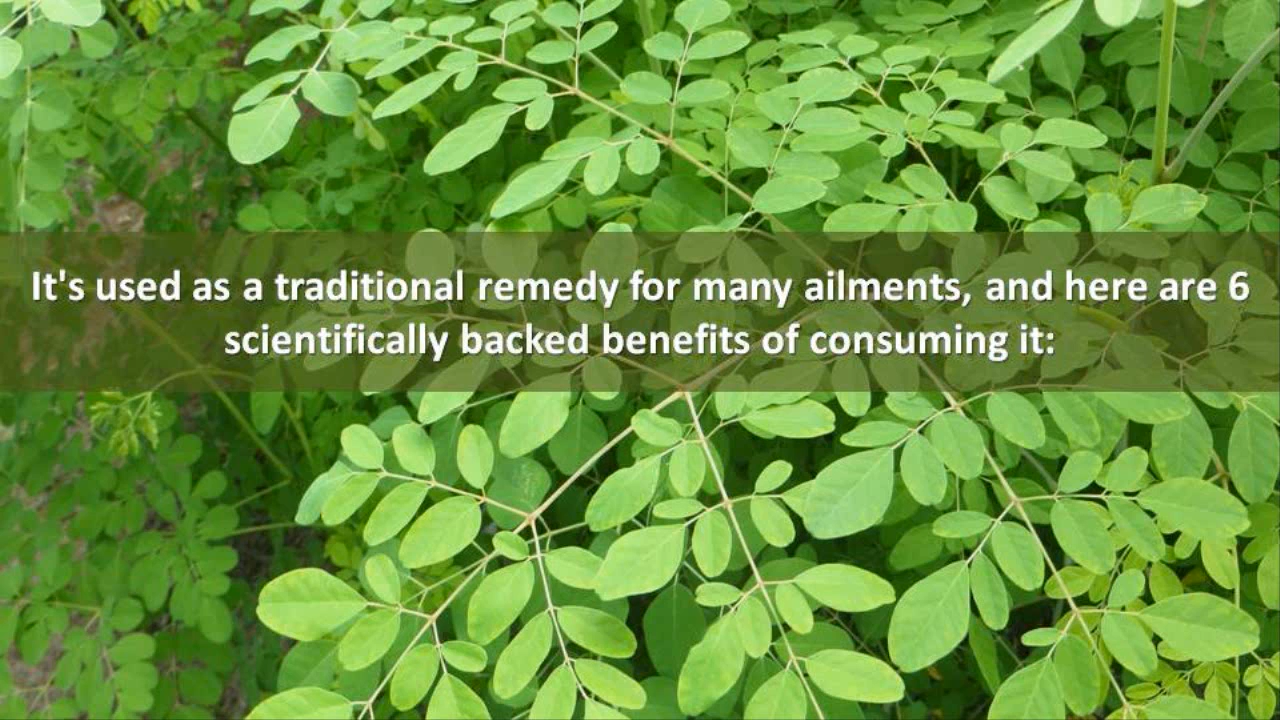 It's used as a traditional remedy for many ailments, and here are 6
scientifically backed benefits of consuming it: